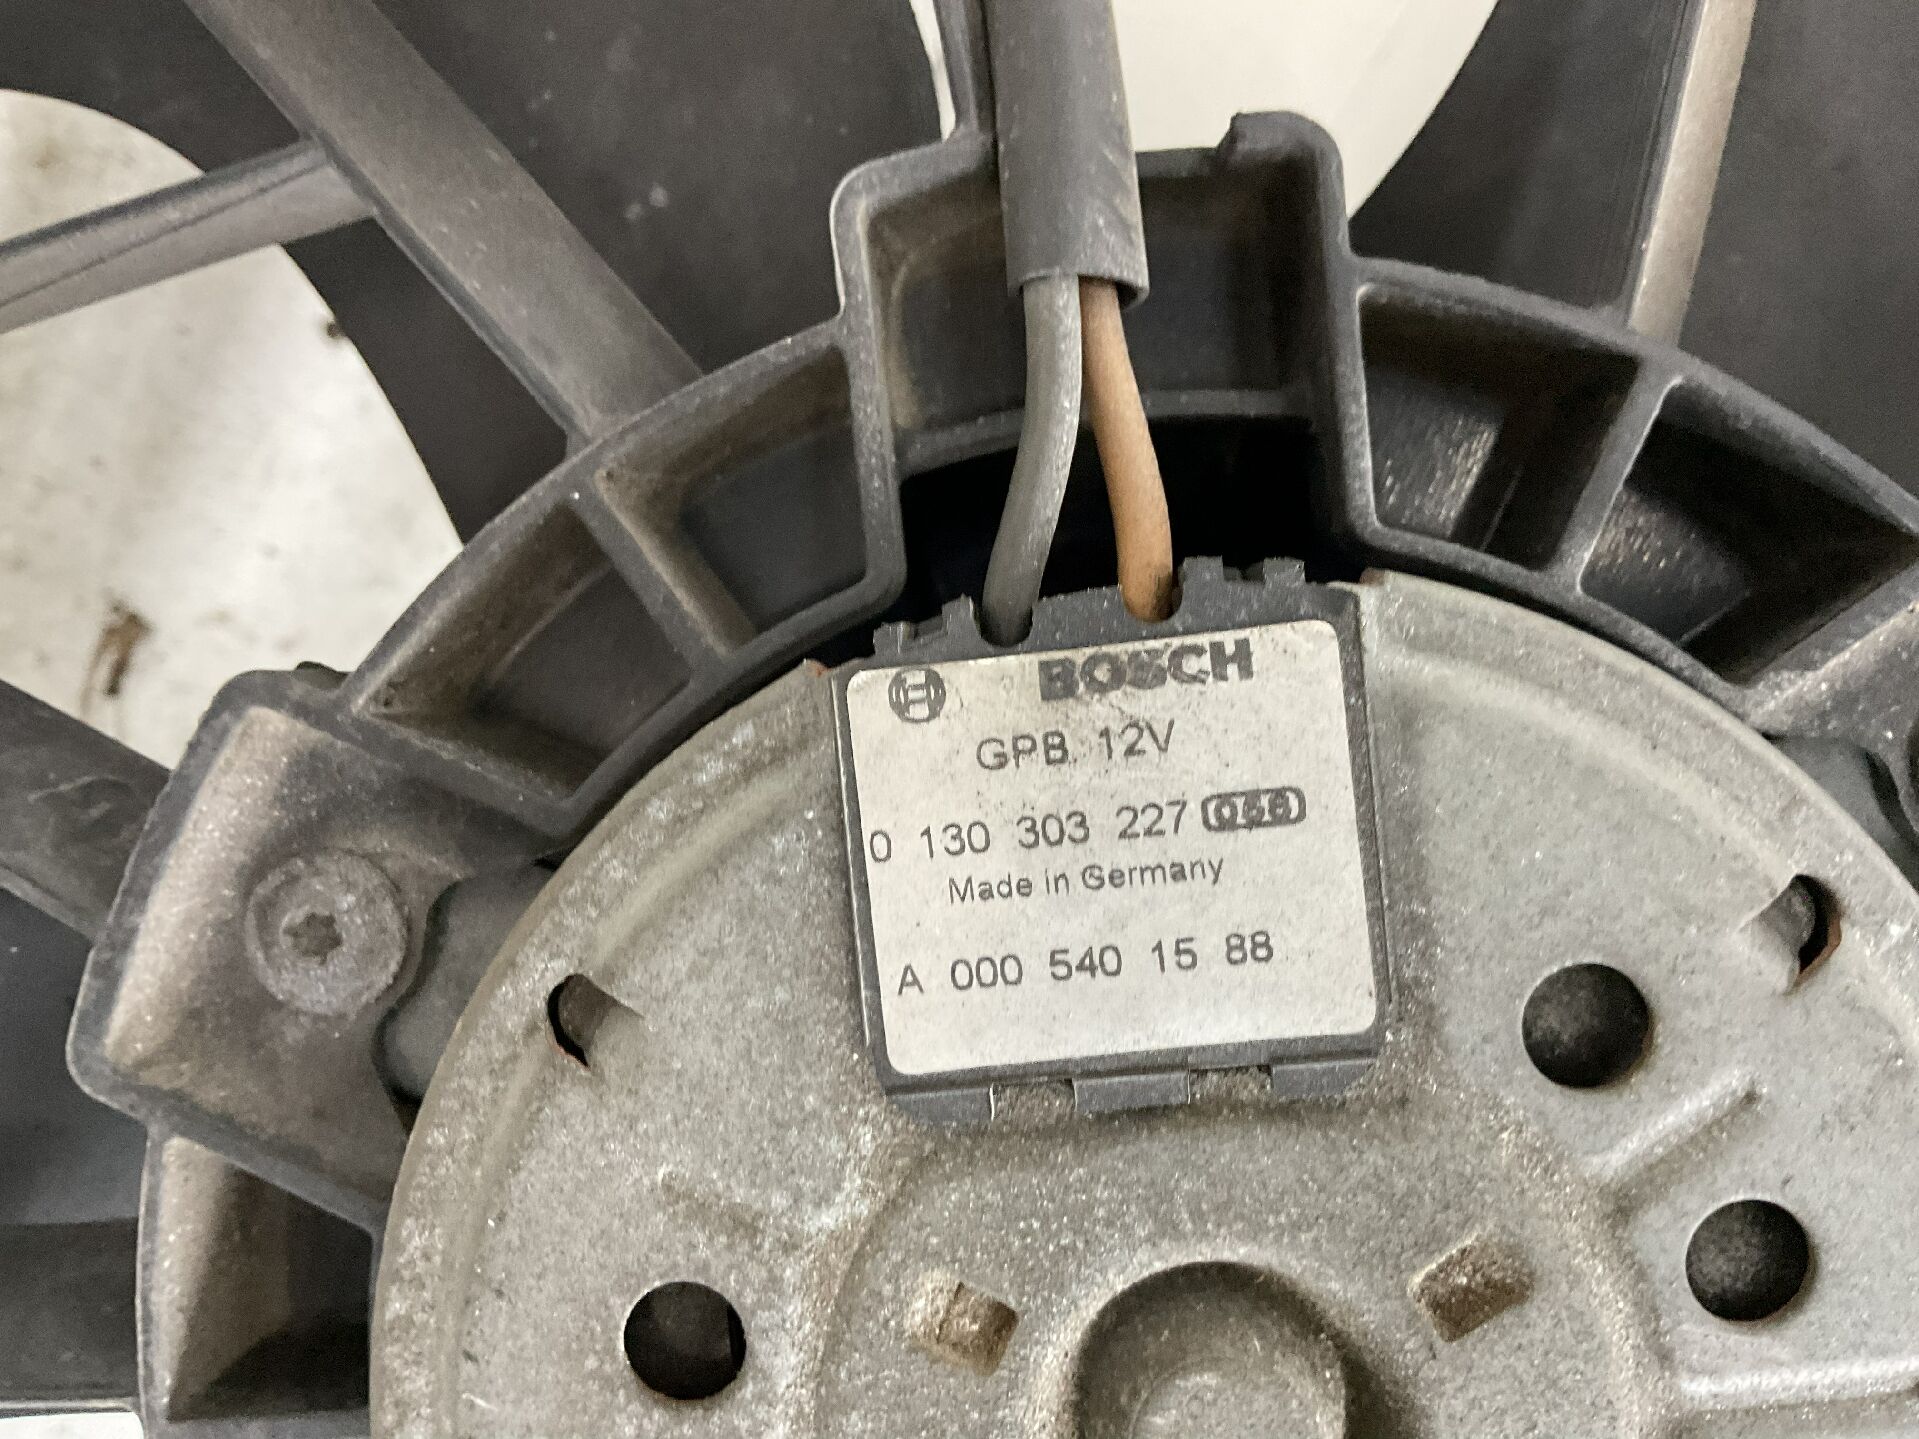 BOSCH
GPB 12V
0 130 303 227
Made in Germany
A 000 540 15 88